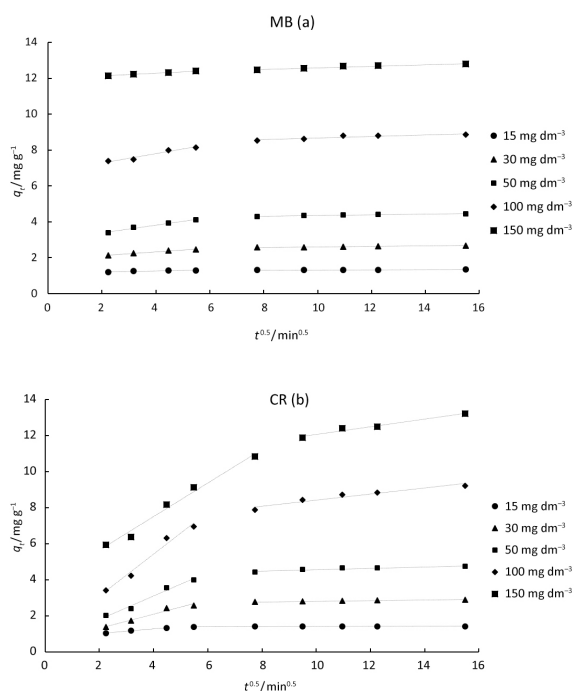 MB (a)
14
12
10
8
6
4
2
0
qₜ/mg g⁻¹
0 2 4 6 8 10 12 14 16
t⁰·⁵/min⁰·⁵
15 mg dm⁻³
30 mg dm⁻³
50 mg dm⁻³
100 mg dm⁻³
150 mg dm⁻³
CR (b)
14
12
10
8
6
4
2
0
qₜ/mg g⁻¹
0 2 4 6 8 10 12 14 16
t⁰·⁵/min⁰·⁵
15 mg dm⁻³
30 mg dm⁻³
50 mg dm⁻³
100 mg dm⁻³
150 mg dm⁻³